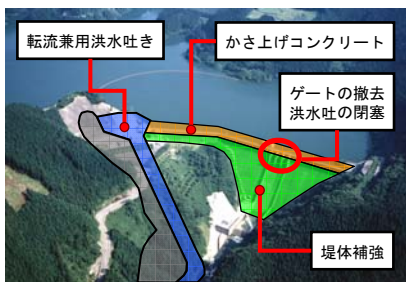 転流兼用洪水吐き
かさ上げコンクリート
ゲートの撤去
洪水吐の閉塞
堤体補強